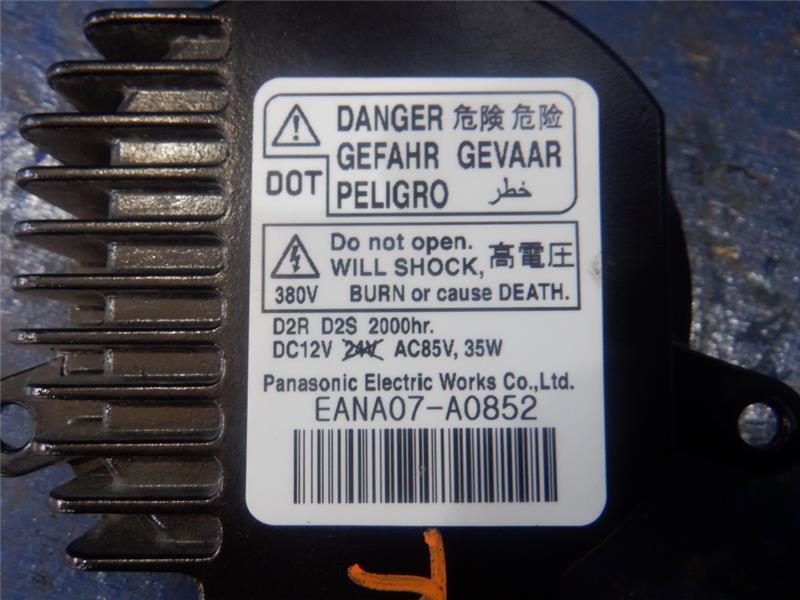 DANGER 危険 危险
GEFAHR GEVAAR
DOT PELIGRO خطر
Do not open.
WILL SHOCK, 高電圧
380V BURN or cause DEATH.
D2R D2S 2000hr.
DC12V 24V AC85V, 35W
Panasonic Electric Works Co.,Ltd.
EANA07-A0852